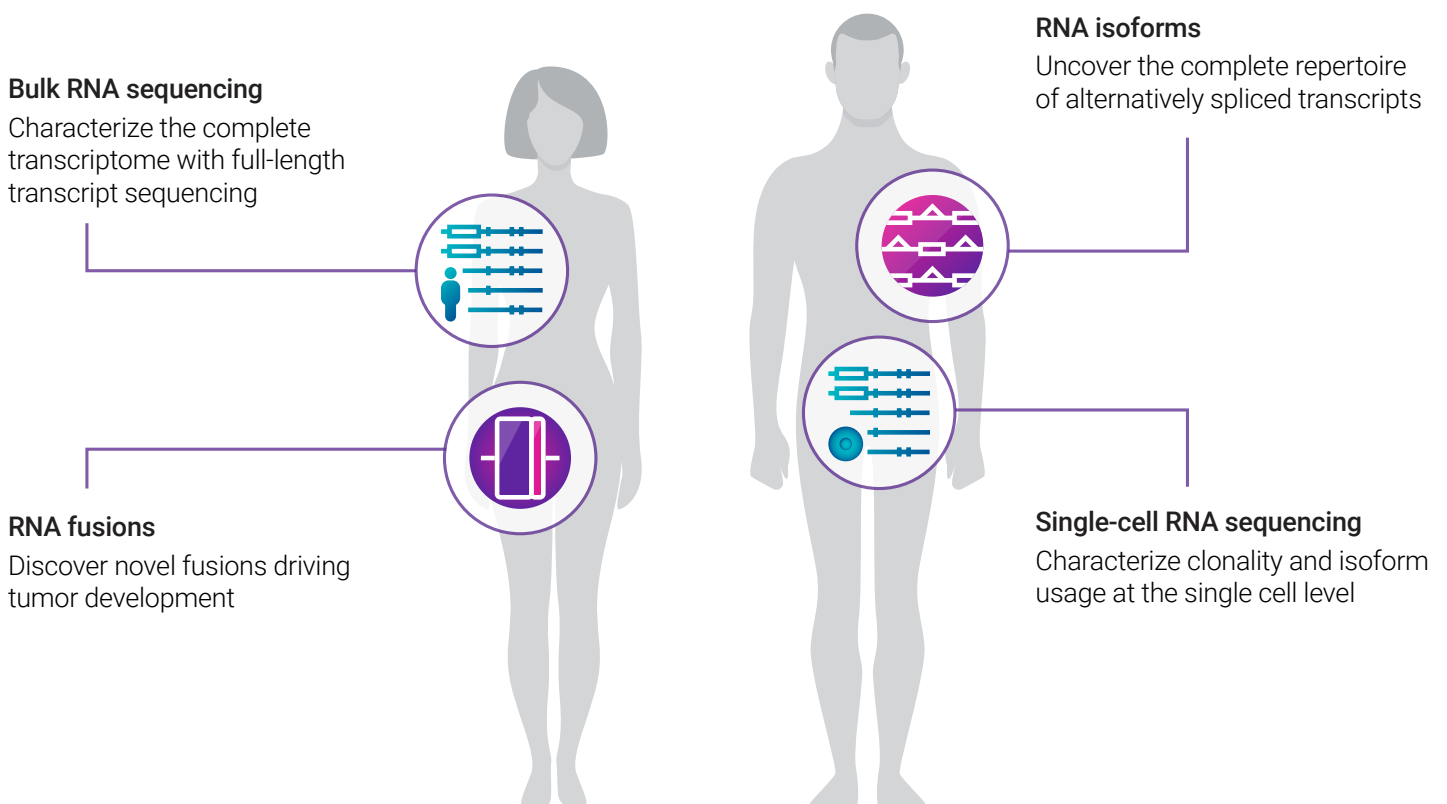 Bulk RNA sequencing
Characterize the complete
transcriptome with full-length
transcript sequencing
RNA fusions
Discover novel fusions driving
tumor development
RNA isoforms
Uncover the complete repertoire
of alternatively spliced transcripts
Single-cell RNA sequencing
Characterize clonality and isoform
usage at the single cell level